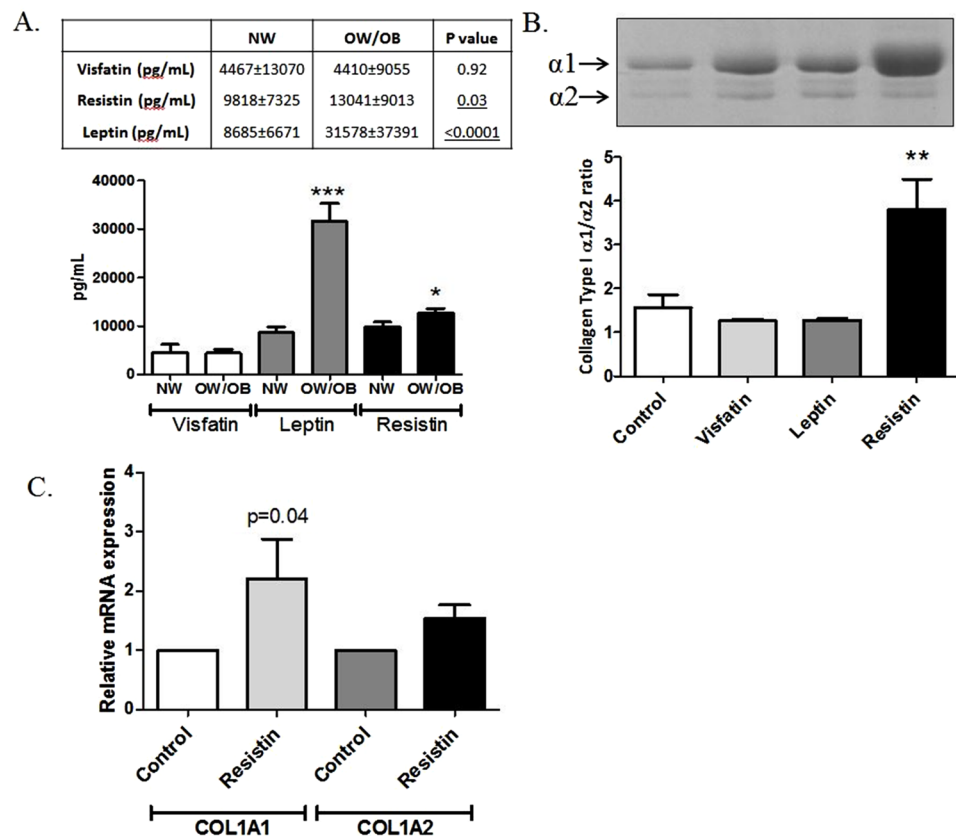 A.
NW OW/OB P value
Visfatin (pg/mL) 4467±13070 4410±9055 0.92
Resistin (pg/mL) 9818±7325 13041±9013 0.03
Leptin (pg/mL) 8685±6671 31578±37391 <0.0001
40000
30000
20000
10000
0
pg/mL
***
*
NW OW/OB NW OW/OB NW OW/OB
Visfatin Leptin Resistin
B.
α1→
α2→
5
4
3
2
1
0
Collagen Type I α1/α2 ratio
**
Control Visfatin Leptin Resistin
C.
4
3
2
1
0
Relative mRNA expression
p=0.04
Control Resistin Control Resistin
COL1A1 COL1A2